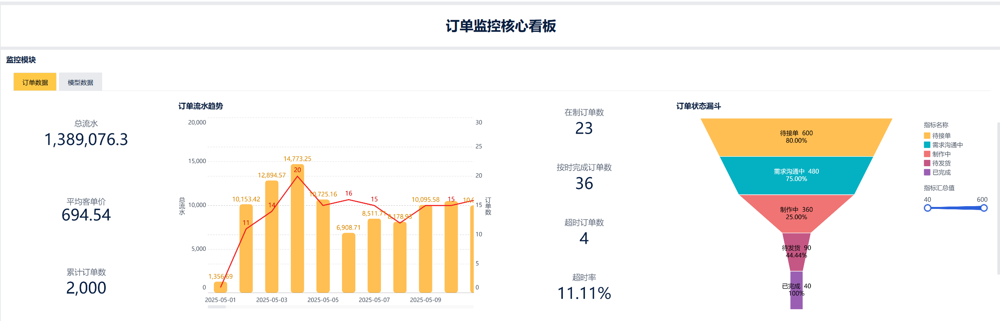 订单监控核心看板
监控模块
订单数据
模型数据
总流水
1,389,076.3
平均客单价
694.54
累计订单数
2,000
订单流水趋势
20,000
15,000
10,000
5,000
0
总流水
30
25
20
15
10
5
0
订单数
1,356.69
10,153.42
12,894.57
14,773.25
10,725.16
6,908.71
8,511.71
8,178.93
10,095.58
11
14
20
16
15
15
2025-05-01
2025-05-03
2025-05-05
2025-05-07
2025-05-09
在制订单数
23
按时完成订单数
36
超时订单数
4
超时率
11.11%
订单状态漏斗
待接单 600
80.00%
需求沟通中 480
75.00%
制作中 360
25.00%
待发货 90
44.44%
已完成 40
100%
指标名称
待接单
需求沟通中
制作中
待发货
已完成
指标汇总值
40 600